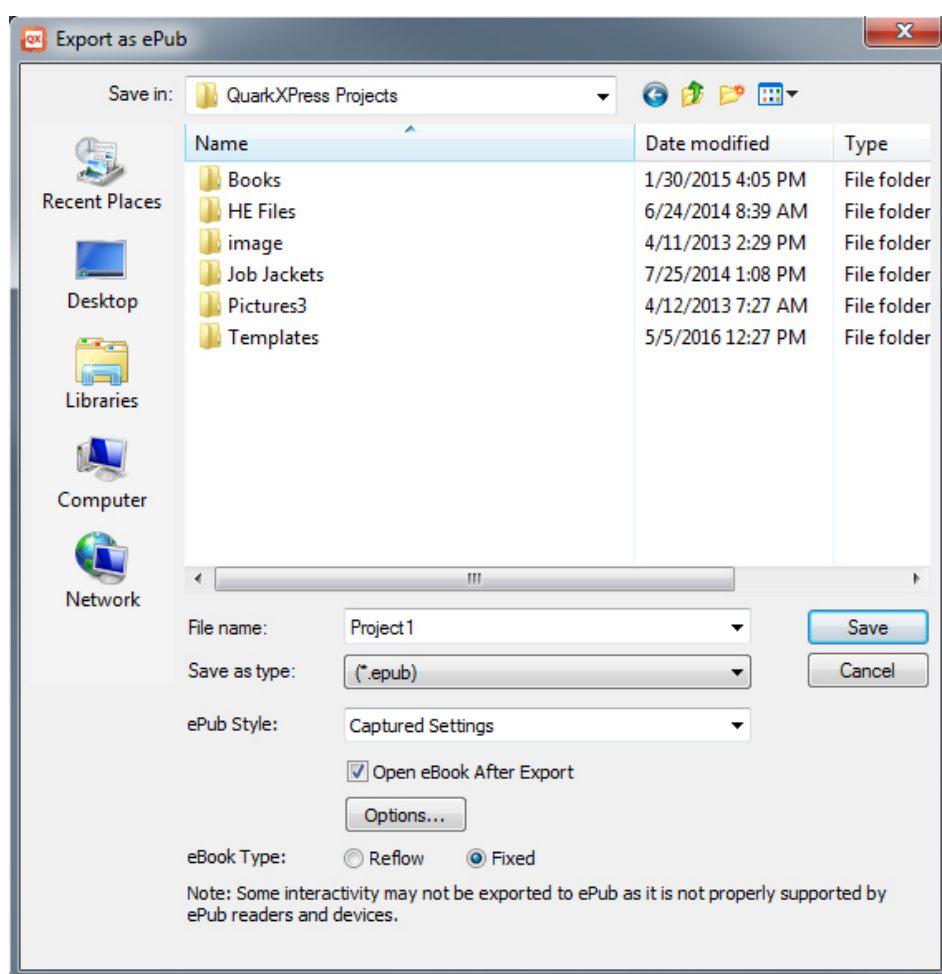 QX Export as ePub
Save in: QuarkXPress Projects
Name Date modified Type
Books 1/30/2015 4:05 PM File folder
HE Files 6/24/2014 8:39 AM File folder
image 4/11/2013 2:29 PM File folder
Job Jackets 7/25/2014 1:08 PM File folder
Pictures3 4/12/2013 7:27 AM File folder
Templates 5/5/2016 12:27 PM File folder
Recent Places
Desktop
Libraries
Computer
Network
File name: Project1 Save
Save as type: (*.epub) Cancel
ePub Style: Captured Settings
Open eBook After Export
Options...
eBook Type: Reflow Fixed
Note: Some interactivity may not be exported to ePub as it is not properly supported by
ePub readers and devices.